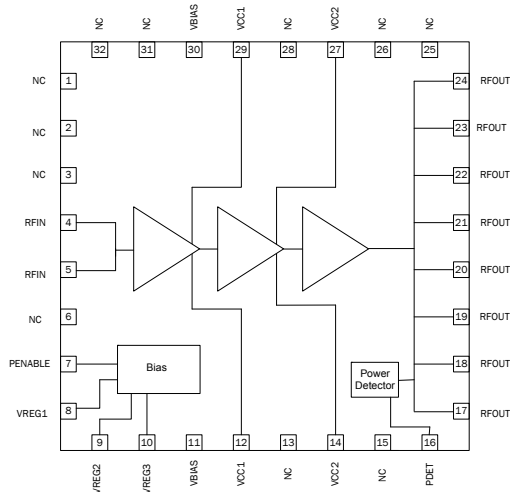 NC
NC
VBIAS
VCC1
NC
VCC2
NC
NC
32
31
30
29
28
27
26
25
NC 1
24 RFOUT
NC 2
23 RFOUT
NC 3
22 RFOUT
RFIN 4
21 RFOUT
RFIN 5
20 RFOUT
NC 6
19 RFOUT
PENABLE 7
Bias
18 RFOUT
Power
Detector
VREG1 8
17 RFOUT
9
10
11
12
13
14
15
16
VREG2
VREG3
VBIAS
VCC1
NC
VCC2
NC
PDET